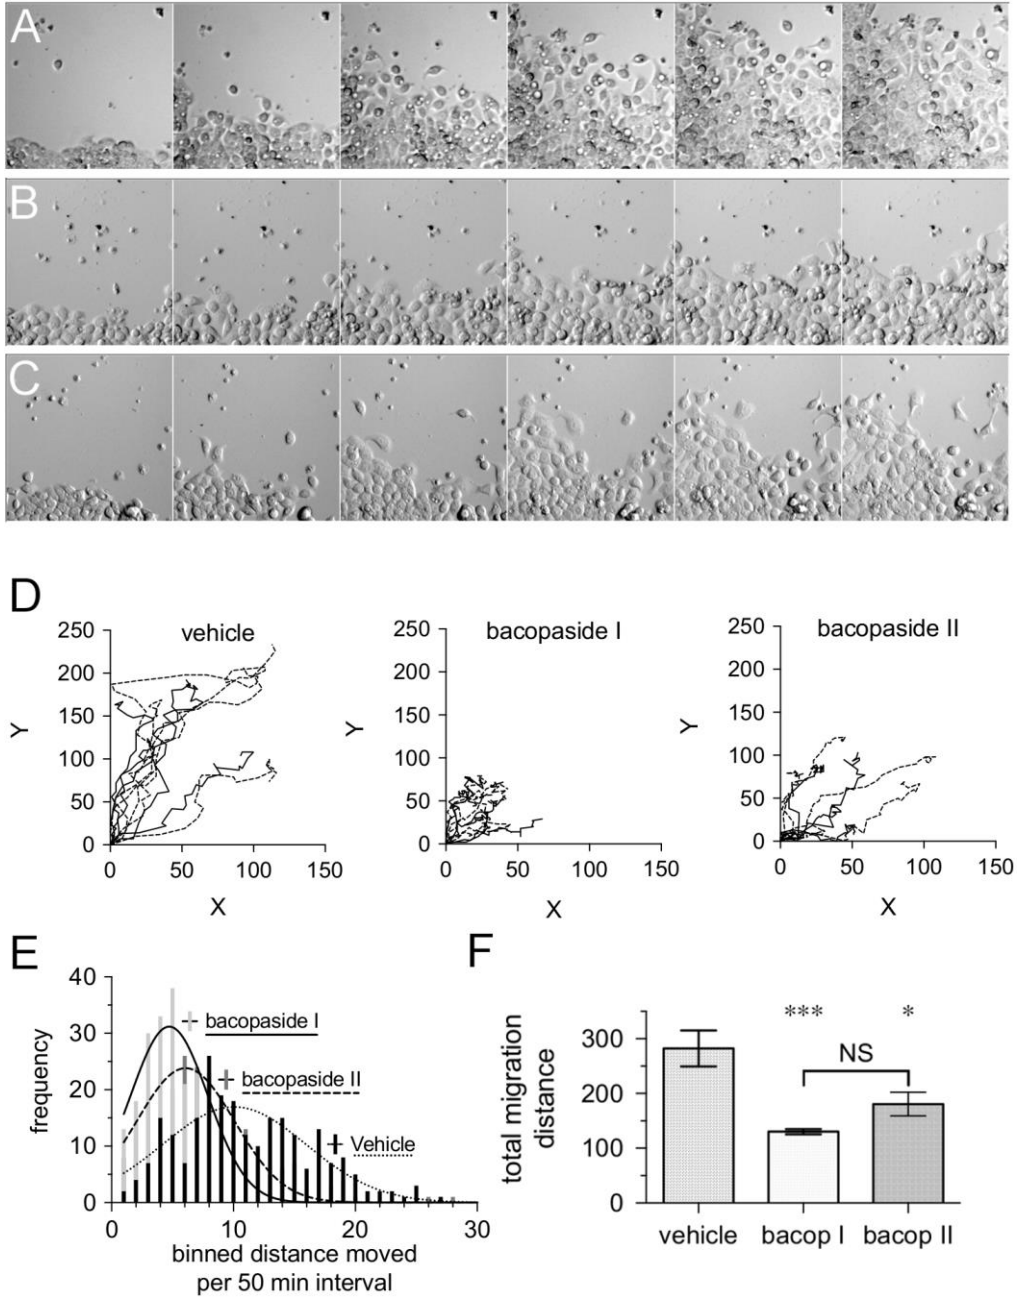 A
B
C
D
vehicle
250
200
150
100
50
0
Y
0 50 100 150
X
bacopaside I
250
200
150
100
50
0
Y
0 50 100 150
X
bacopaside II
250
200
150
100
50
0
Y
0 50 100 150
X
E
40
30
20
10
0
frequency
bacopaside I
bacopaside II
Vehicle
0 10 20 30
binned distance moved
per 50 min interval
F
total migration
distance
300
200
100
0
*** *
NS
vehicle bacop I bacop II